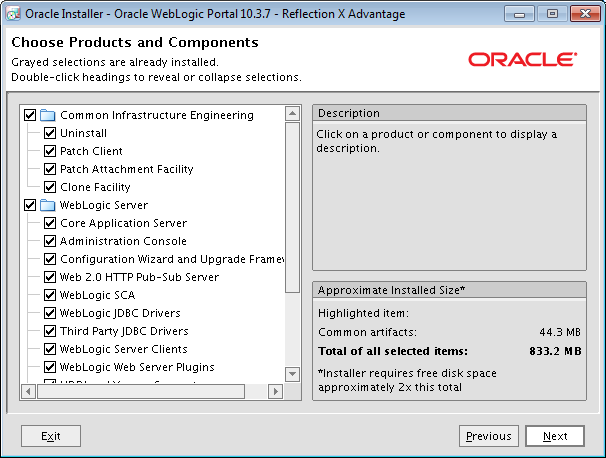 Oracle Installer - Oracle WebLogic Portal 10.3.7 - Reflection X Advantage
Choose Products and Components
Grayed selections are already installed.
Double-click headings to reveal or collapse selections.
ORACLE
Common Infrastructure Engineering
Uninstall
Patch Client
Patch Attachment Facility
Clone Facility
WebLogic Server
Core Application Server
Administration Console
Configuration Wizard and Upgrade Framew
Web 2.0 HTTP Pub-Sub Server
WebLogic SCA
WebLogic JDBC Drivers
Third Party JDBC Drivers
WebLogic Server Clients
WebLogic Web Server Plugins
Description
Click on a product or component to display a
description.
Approximate Installed Size*
Highlighted item:
Common artifacts: 44.3 MB
Total of all selected items: 833.2 MB
*Installer requires free disk space
approximately 2x this total
Exit
Previous
Next